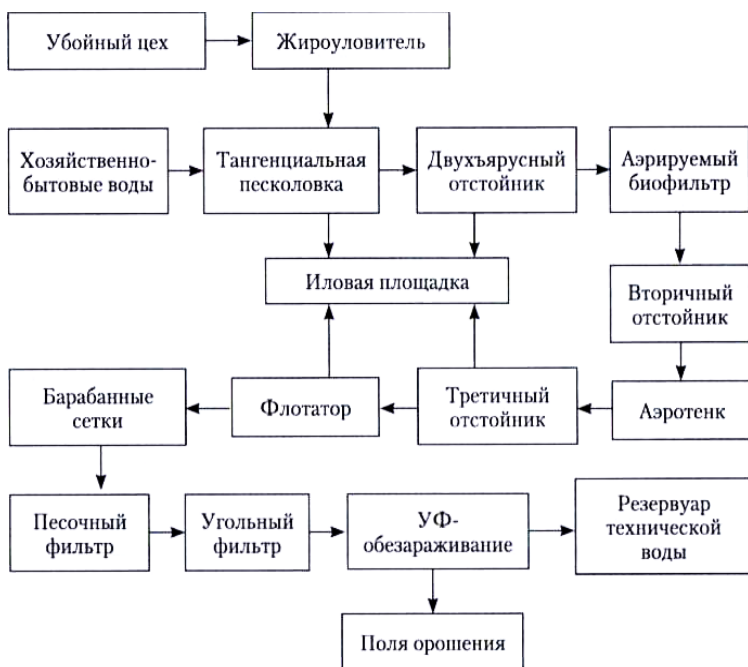 Убойный цех
Жироуловитель
Хозяйственно-
бытовые воды
Тангенциальная
песколовка
Двухъярусный
отстойник
Аэрируемый
биофильтр
Иловая площадка
Вторичный
отстойник
Барабанные
сетки
Флотатор
Третичный
отстойник
Аэротенк
Песочный
фильтр
Угольный
фильтр
УФ-
обезараживание
Резервуар
технической
воды
Поля орошения